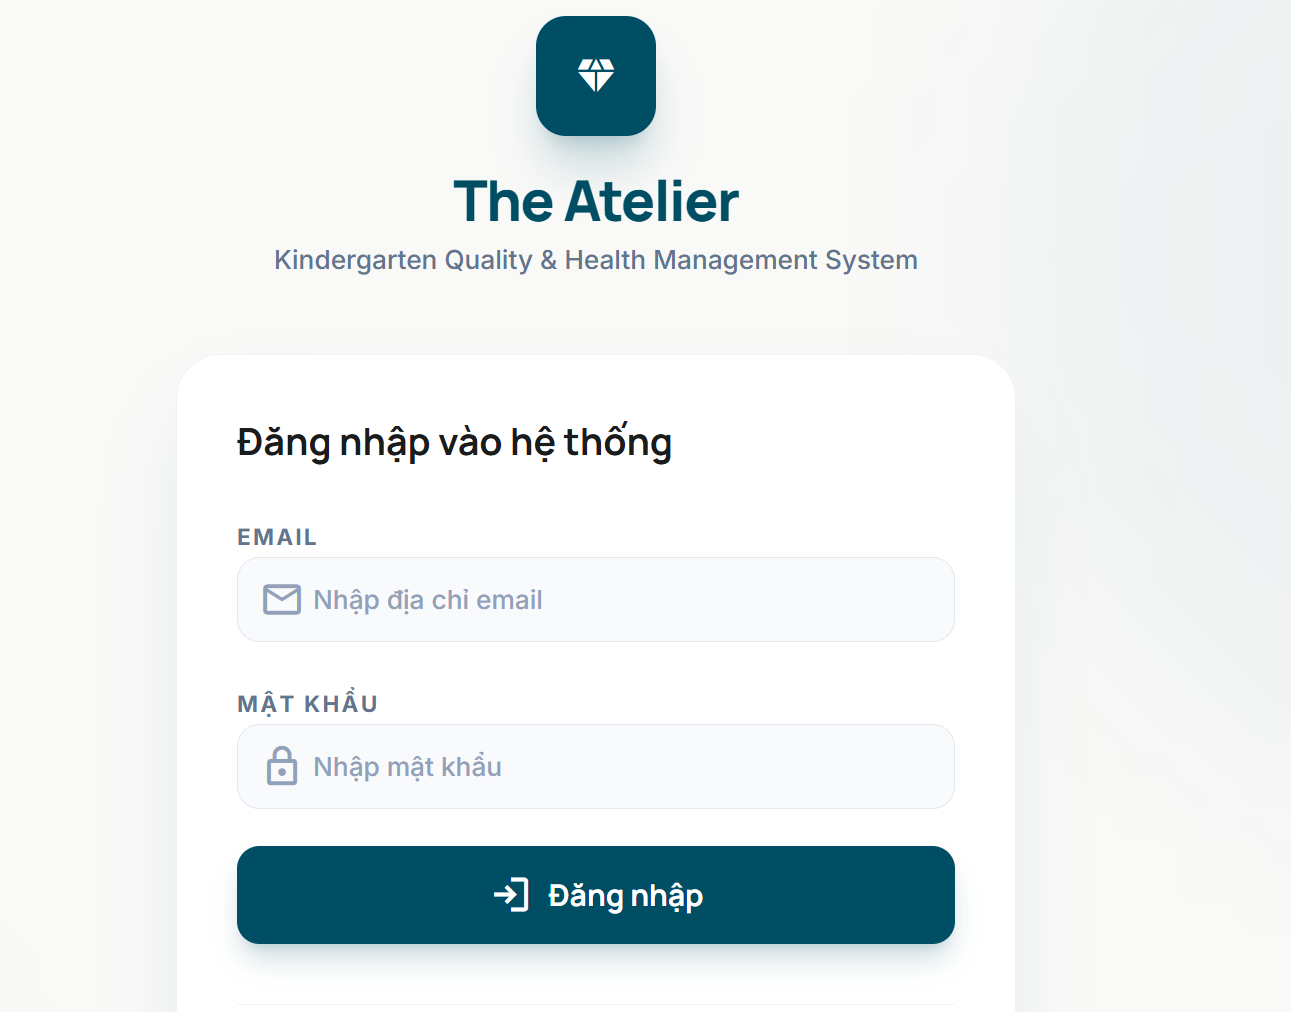 The Atelier
Kindergarten Quality & Health Management System
Đăng nhập vào hệ thống
EMAIL
Nhập địa chỉ email
MẬT KHẨU
Nhập mật khẩu
Đăng nhập